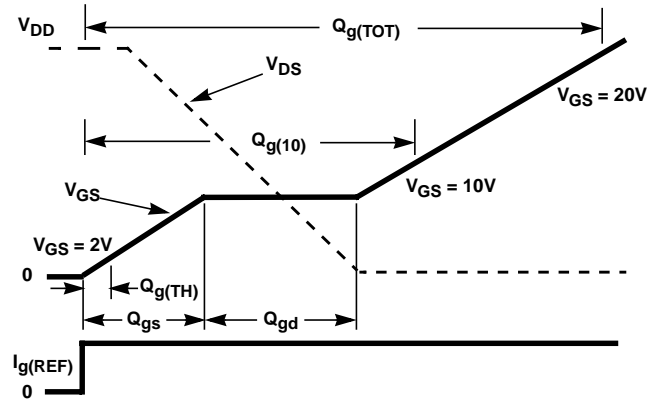 V_DD
Q_g(TOT)
V_DS
V_GS = 20V
Q_g(10)
V_GS
V_GS = 10V
V_GS = 2V
0
Q_g(TH)
Q_gs
Q_gd
I_g(REF)
0